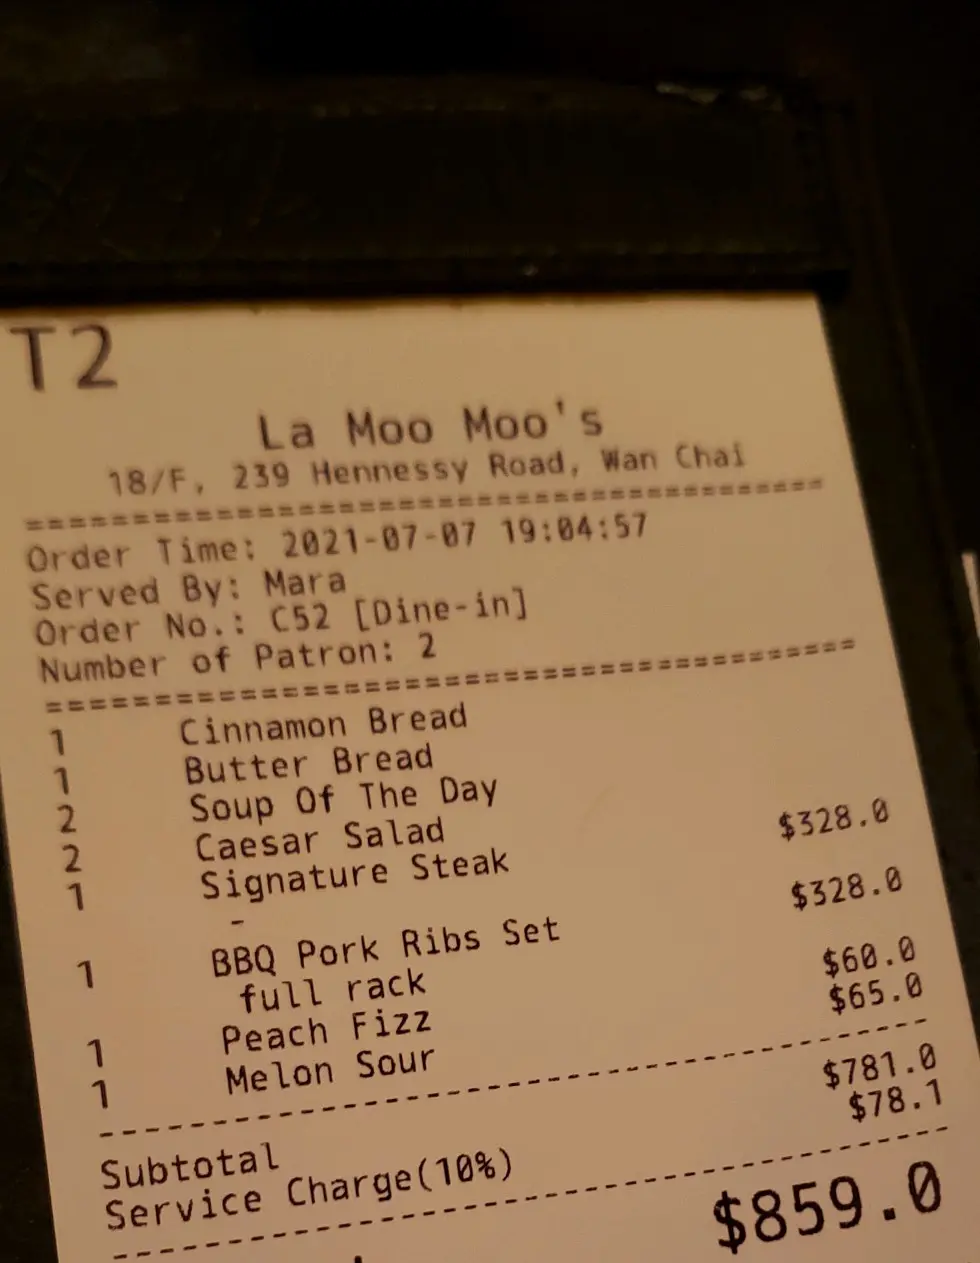 T2
La Moo Moo's
18/F, 239 Hennessy Road, Wan Chai
=====================================
Order Time: 2021-07-07 19:04:57
Served By: Mara
Order No.: C52 [Dine-in]
Number of Patron: 2
=====================================
1 Cinnamon Bread
1 Butter Bread
2 Soup Of The Day
2 Caesar Salad
1 Signature Steak $328.0
-
1 BBQ Pork Ribs Set $328.0
full rack
1 Peach Fizz $60.0
1 Melon Sour $65.0
-------------------------------------
Subtotal $781.0
Service Charge(10%) $78.1
-------------------------------------
$859.0